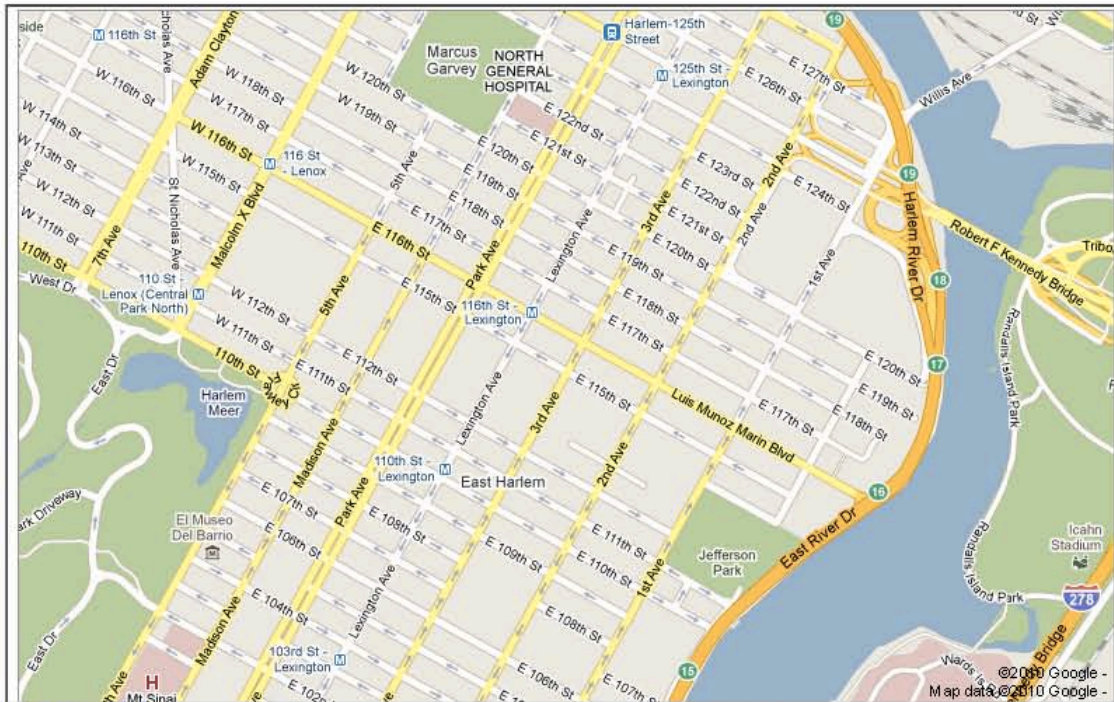 side
116th St
Nicholas Ave
Adam Clayton
Marcus
Garvey
NORTH
GENERAL
HOSPITAL
Harlem-125th
Street
125th St -
Lexington
E 127th St
E 126th St
19
Willis Ave
W 120th St
W 119th St
W 118th St
W 117th St
W 116th St
W 116th St
W 115th St
W 114th St
W 113th St
W 112th St
W 111th St
110th St
West Dr
7th Ave
St Nicholas Ave
Malcolm X Blvd
116 St
- Lenox
110 St -
Lenox (Central
Park North)
5th Ave
E 122nd St
E 121st St
E 120th St
E 119th St
E 118th St
E 117th St
E 116th St
E 115th St
Park Ave
Lexington Ave
3rd Ave
2nd Ave
2nd Ave
1st Ave
E 124th St
E 123rd St
E 122nd St
E 121st St
E 120th St
E 119th St
E 118th St
E 117th St
E 115th St
19
Harlem River Dr
18
17
Robert F Kennedy Bridge
Tribo
Randalls Island Park
116th St -
Lexington
5th Ave
W 112th St
W 111th St
110th St
E 112th St
E 111th St
East Dr
Harlem
Meer
Madison Ave
Park Ave
Lexington Ave
3rd Ave
2nd Ave
Luis Munoz Marin Blvd
E 120th St
E 119th St
E 118th St
E 117th St
16
110th St -
Lexington
East Harlem
ark Driveway
El Museo
Del Barrio
E 107th St
E 106th St
E 108th St
E 109th St
E 111th St
E 110th St
Jefferson
Park
East River Dr
1st Ave
Icahn
Stadium
Randalls Island Park
278
East Dr
E 104th St
Madison Ave
Lexington Ave
103rd St -
Lexington
E 108th St
E 106th St
E 107th St
15
h Ave
H
Mt Sinai
E 102n
Wards Island
Bridge
©2010 Google -
Map data ©2010 Google -